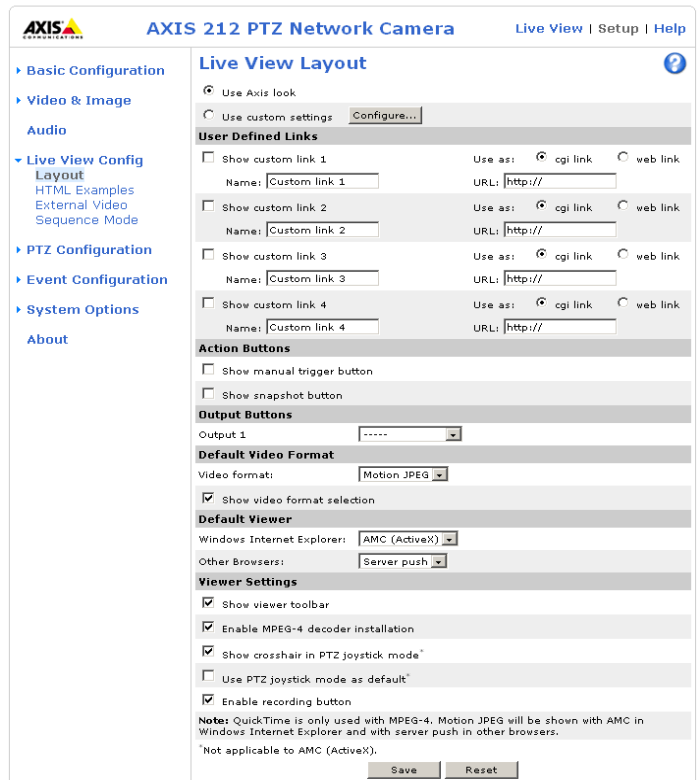 AXIS
COMMUNICATIONS
AXIS 212 PTZ Network Camera
Live View | Setup | Help
Basic Configuration
Video & Image
Audio
Live View Config
Layout
HTML Examples
External Video
Sequence Mode
PTZ Configuration
Event Configuration
System Options
About
Live View Layout
?
Use Axis look
Use custom settings Configure...
User Defined Links
Show custom link 1 Use as: cgi link web link
Name: Custom link 1 URL: http://
Show custom link 2 Use as: cgi link web link
Name: Custom link 2 URL: http://
Show custom link 3 Use as: cgi link web link
Name: Custom link 3 URL: http://
Show custom link 4 Use as: cgi link web link
Name: Custom link 4 URL: http://
Action Buttons
Show manual trigger button
Show snapshot button
Output Buttons
Output 1 -----
Default Video Format
Video format: Motion JPEG
Show video format selection
Default Viewer
Windows Internet Explorer: AMC (ActiveX)
Other Browsers: Server push
Viewer Settings
Show viewer toolbar
Enable MPEG-4 decoder installation
Show crosshair in PTZ joystick mode*
Use PTZ joystick mode as default*
Enable recording button
Note: QuickTime is only used with MPEG-4. Motion JPEG will be shown with AMC in
Windows Internet Explorer and with server push in other browsers.
*Not applicable to AMC (ActiveX).
Save Reset